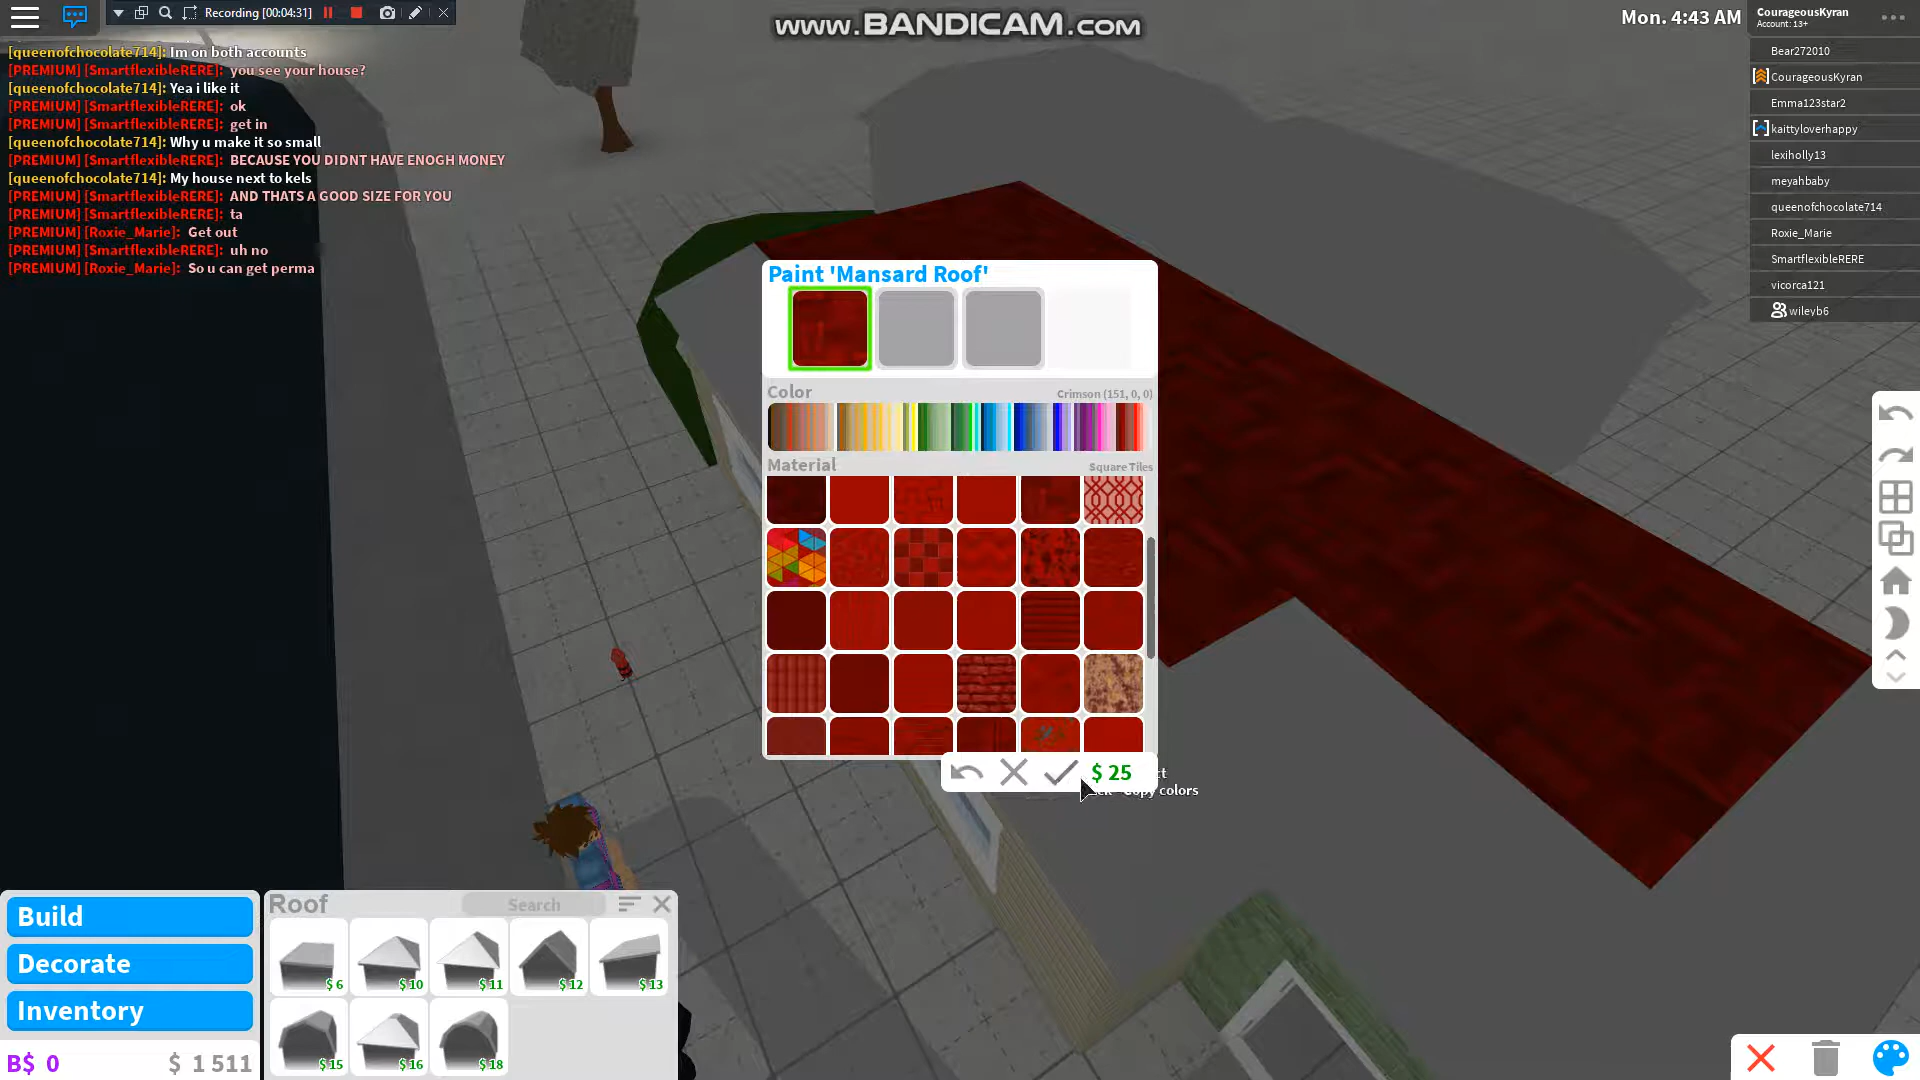 Recording [00:04:31]
www.BANDICAM.com
Mon. 4:43 AM
CourageousKyran
Account: 13+
[queenofchocolate714]: Im on both accounts
[PREMIUM] [SmartflexibleRERE]: you see your house?
[queenofchocolate714]: Yea i like it
[PREMIUM] [SmartflexibleRERE]: ok
[PREMIUM] [SmartflexibleRERE]: get in
[queenofchocolate714]: Why u make it so small
[PREMIUM] [SmartflexibleRERE]: BECAUSE YOU DIDNT HAVE ENOGH MONEY
[queenofchocolate714]: My house next to kels
[PREMIUM] [SmartflexibleRERE]: AND THATS A GOOD SIZE FOR YOU
[PREMIUM] [SmartflexibleRERE]: ta
[PREMIUM] [Roxie_Marie]: Get out
[PREMIUM] [SmartflexibleRERE]: uh no
[PREMIUM] [Roxie_Marie]: So u can get perma
Bear272010
CourageousKyran
Emma123star2
kaittyloverhappy
lexiholly13
meyahbaby
queenofchocolate714
Roxie_Marie
SmartflexibleRERE
vicorca121
wileyb6
Paint 'Mansard Roof'
Color
Crimson (151, 0, 0)
Material
Square Tiles
$ 25
Copy colors
Build
Decorate
Inventory
B$ 0
$ 1 511
Roof
Search
$ 6
$ 10
$ 11
$ 12
$ 13
$ 15
$ 16
$ 18